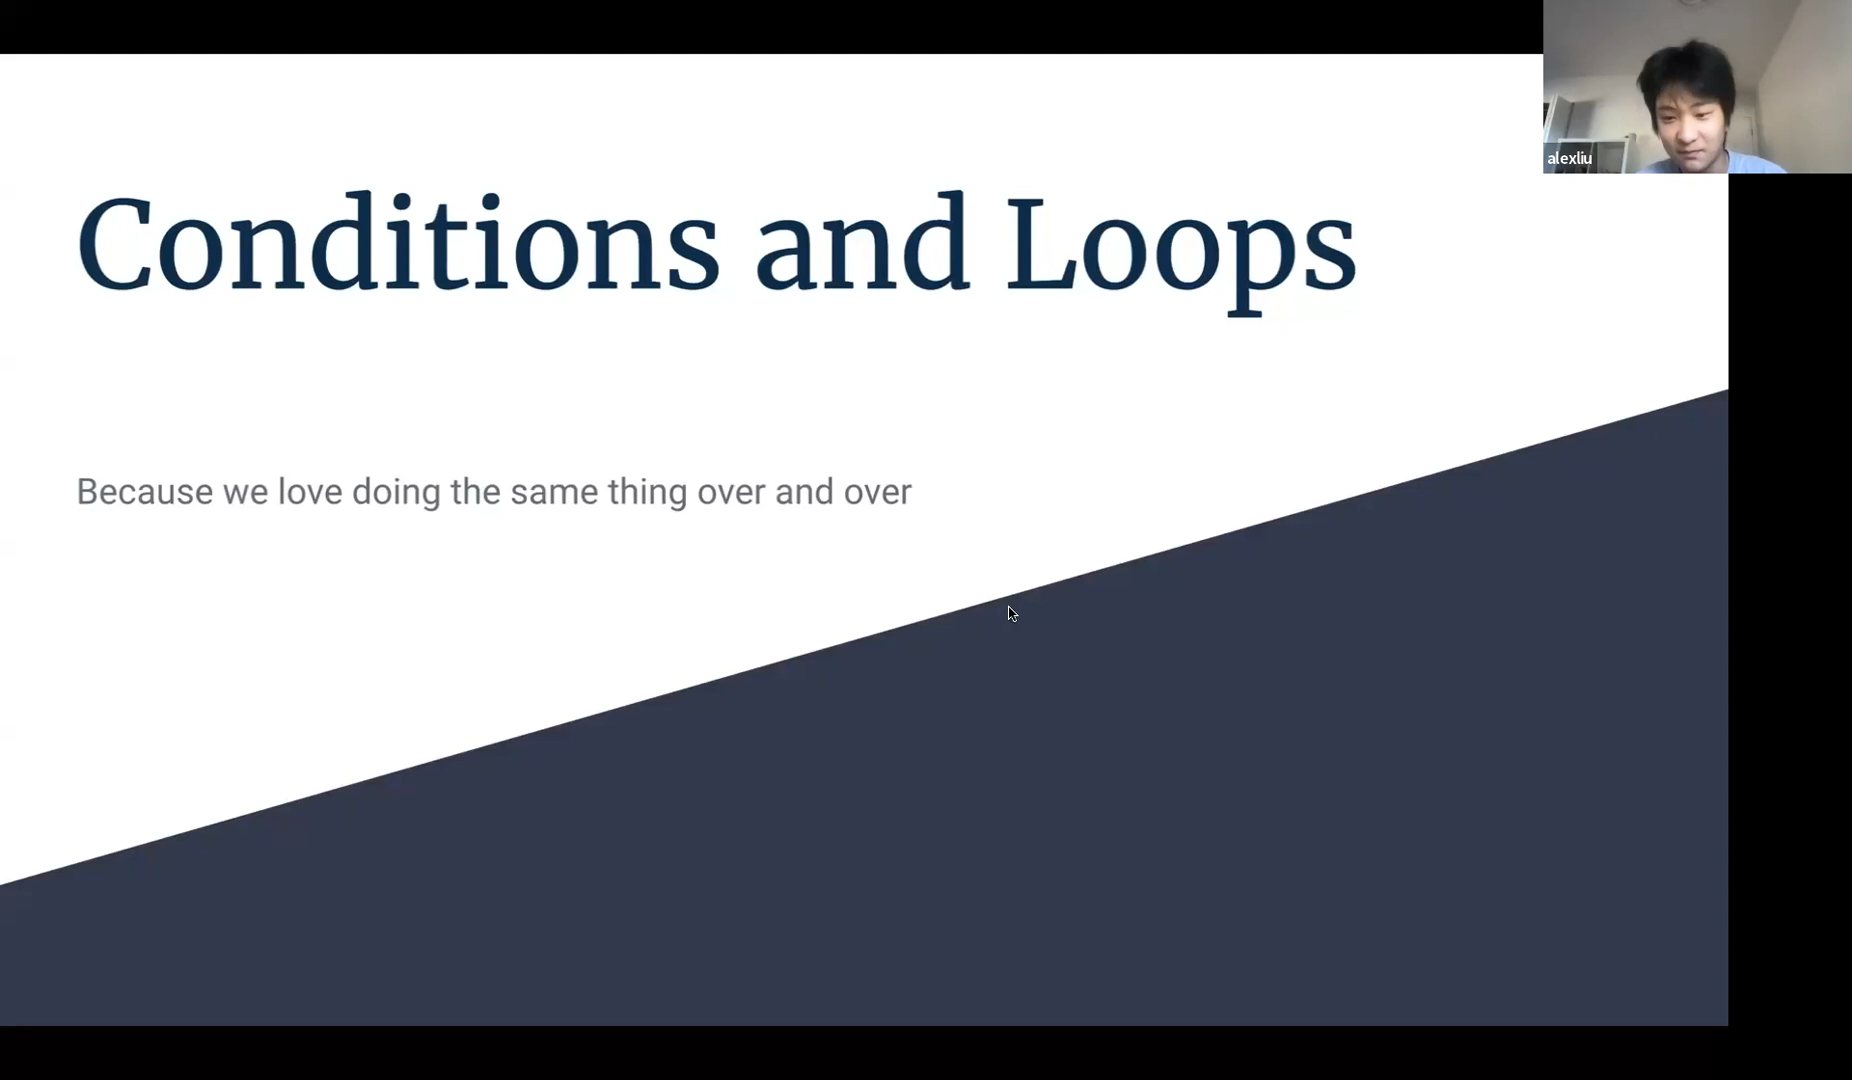 alexliu
Conditions and Loops
Because we love doing the same thing over and over